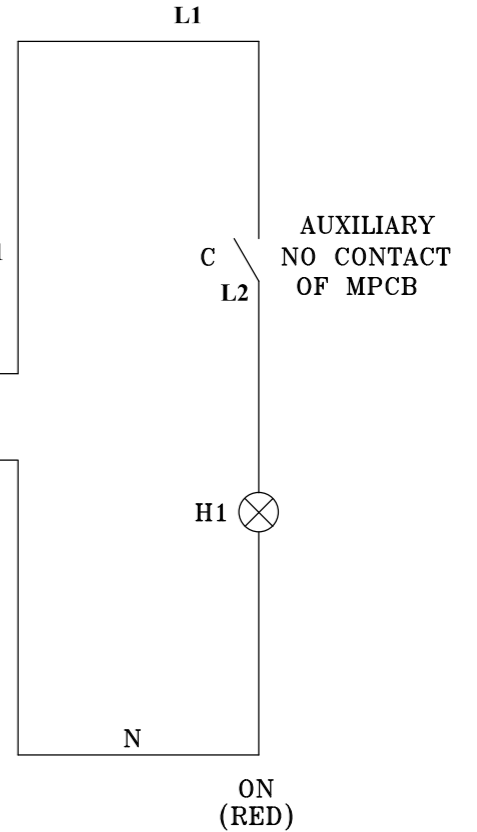 L1
AUXILIARY
C NO CONTACT
L2 OF MPCB
H1
N
ON
(RED)